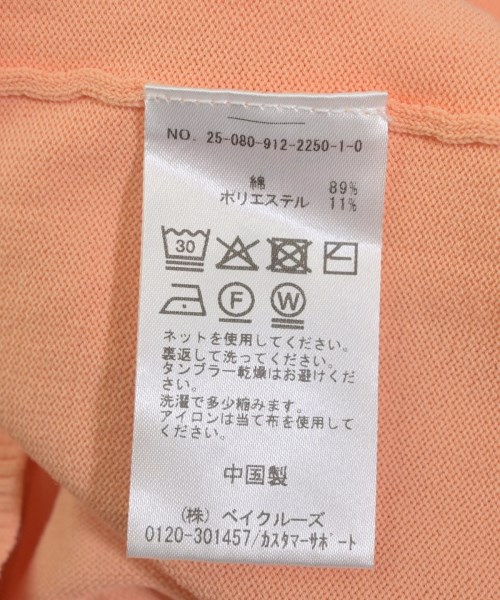 NO. 25-080-912-2250-1-0
綿 89%
ポリエステル 11%
30
F W
ネットを使用してください。
裏返して洗ってください。
タンブラー乾燥はお避けくだ
さい。
洗濯で多少縮みます。
アイロンは当て布を使用して
ください。
中国製
(株) ベイクルーズ
0120-301457/カスタマーサポート